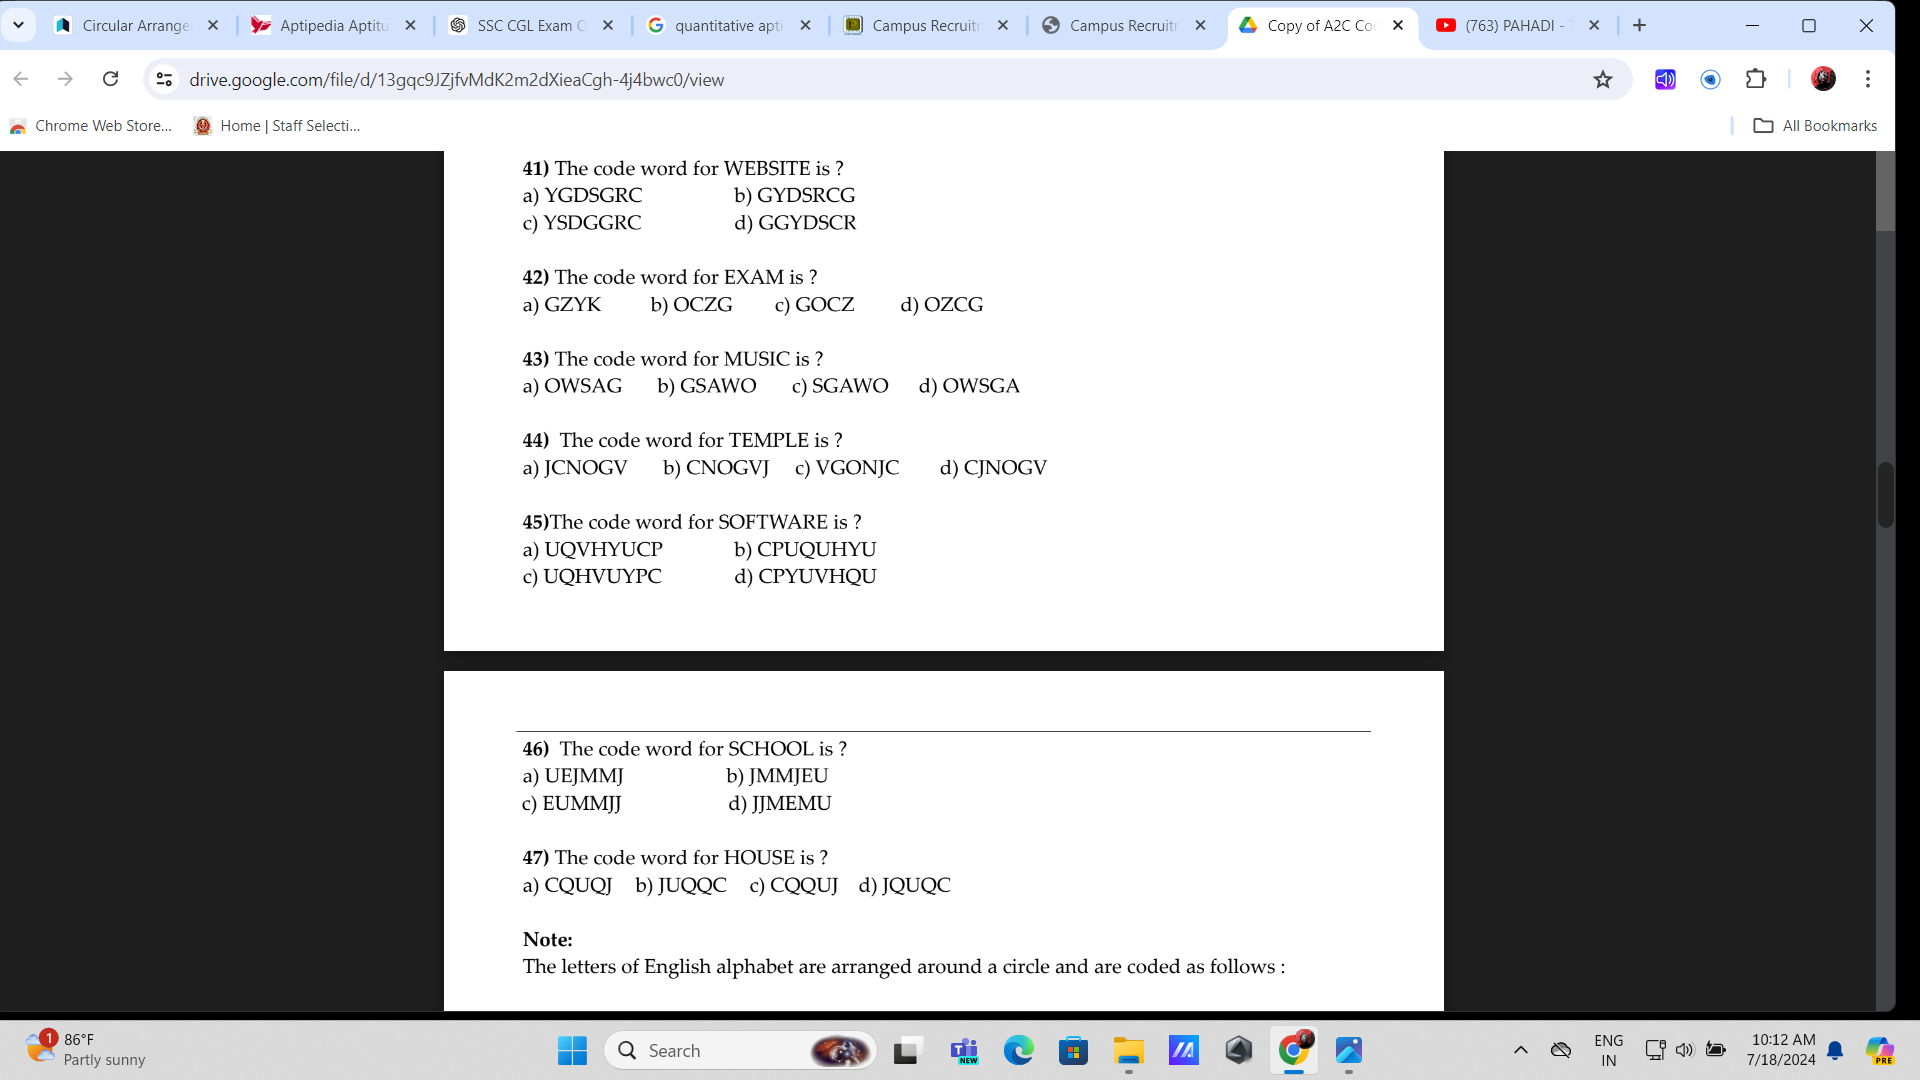 Circular Arrange
Aptipedia Aptitu
SSC CGL Exam O
quantitative apti
Campus Recruitr
Campus Recruitr
Copy of A2C Co
(763) PAHADI -
drive.google.com/file/d/13gqc9JZjfvMdK2m2dXieaCgh-4j4bwc0/view
Chrome Web Store...
Home | Staff Selecti...
All Bookmarks
41) The code word for WEBSITE is ?
a) YGDSGRC b) GYDSRCG
c) YSDGGRC d) GGYDSCR
42) The code word for EXAM is ?
a) GZYK b) OCZG c) GOCZ d) OZCG
43) The code word for MUSIC is ?
a) OWSAG b) GSAWO c) SGAWO d) OWSGA
44) The code word for TEMPLE is ?
a) JCNOGV b) CNOGVJ c) VGONJC d) CJNOGV
45)The code word for SOFTWARE is ?
a) UQVHYUCP b) CPUQUHYU
c) UQHVUYPC d) CPYUVHQU
46) The code word for SCHOOL is ?
a) UEJMMJ b) JMMJEU
c) EUMMJJ d) JJMEMU
47) The code word for HOUSE is ?
a) CQUQJ b) JUQQC c) CQQUJ d) JQUQC
Note:
The letters of English alphabet are arranged around a circle and are coded as follows :
1
86°F
Partly sunny
Search
NEW
ENG
IN
10:12 AM
7/18/2024
PRE